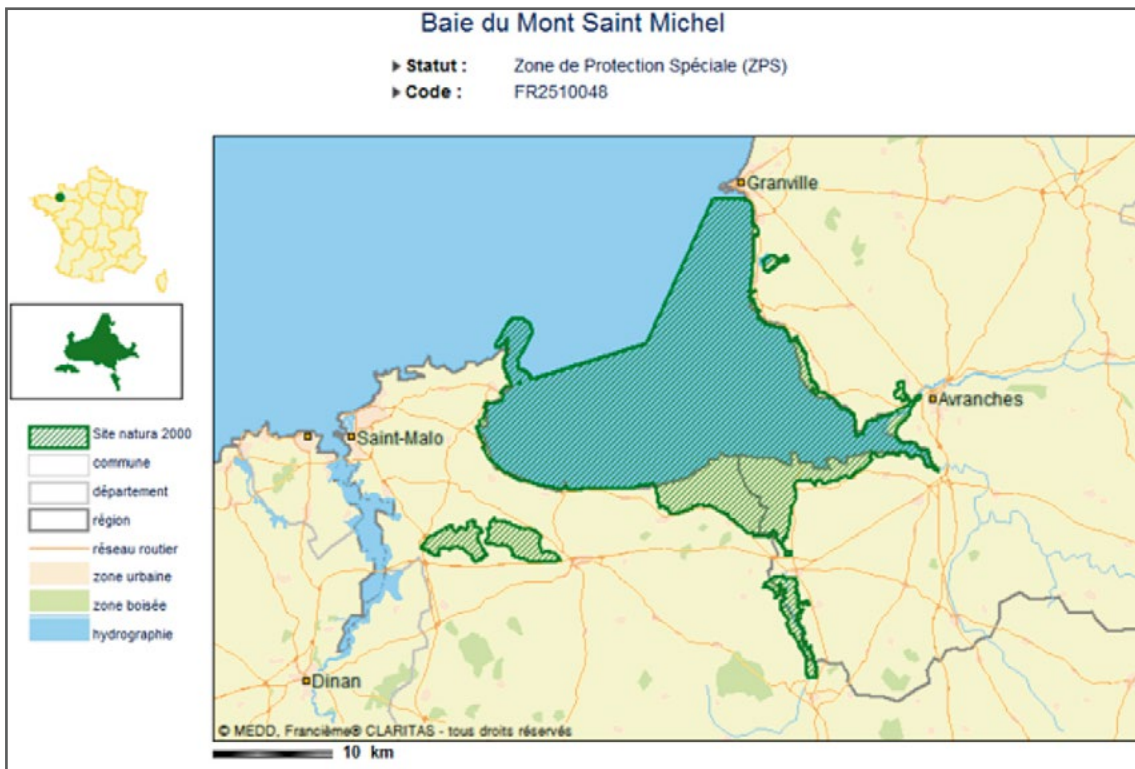 Baie du Mont Saint Michel
Statut : Zone de Protection Spéciale (ZPS)
Code : FR2510048
Granville
Avranches
Saint-Malo
Dinan
Site natura 2000
commune
département
région
réseau routier
zone urbaine
zone boisée
hydrographie
© MEDD, Francième® CLARITAS - tous droits réservés
10 km